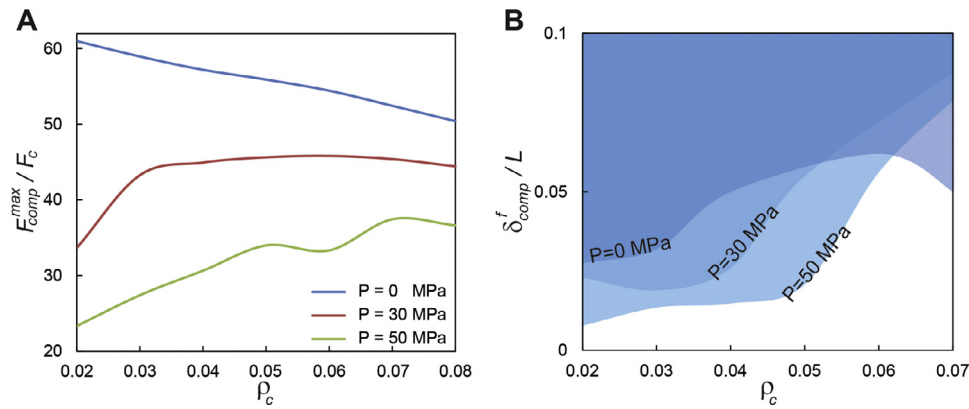 A
60
50
40
30
20
0.02 0.03 0.04 0.05 0.06 0.07 0.08
F_comp^max / F_c
ρ_c
P = 0 MPa
P = 30 MPa
P = 50 MPa
B
0.1
0.05
0
0.02 0.03 0.04 0.05 0.06 0.07
δ_comp^f / L
ρ_c
P=0 MPa
P=30 MPa
P=50 MPa